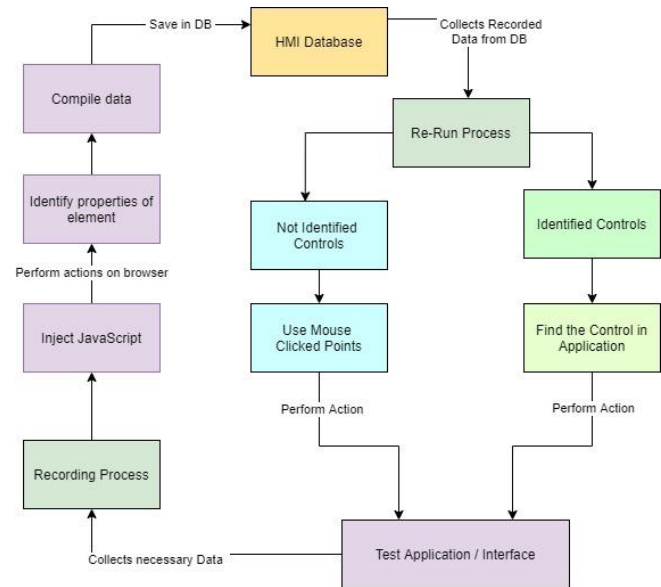 Save in DB
HMI Database
Collects Recorded
Data from DB
Compile data
Re-Run Process
Identify properties of
element
Not Identified
Controls
Identified Controls
Perform actions on browser
Inject JavaScript
Use Mouse
Clicked Points
Find the Control in
Application
Perform Action
Perform Action
Recording Process
Collects necessary Data
Test Application / Interface